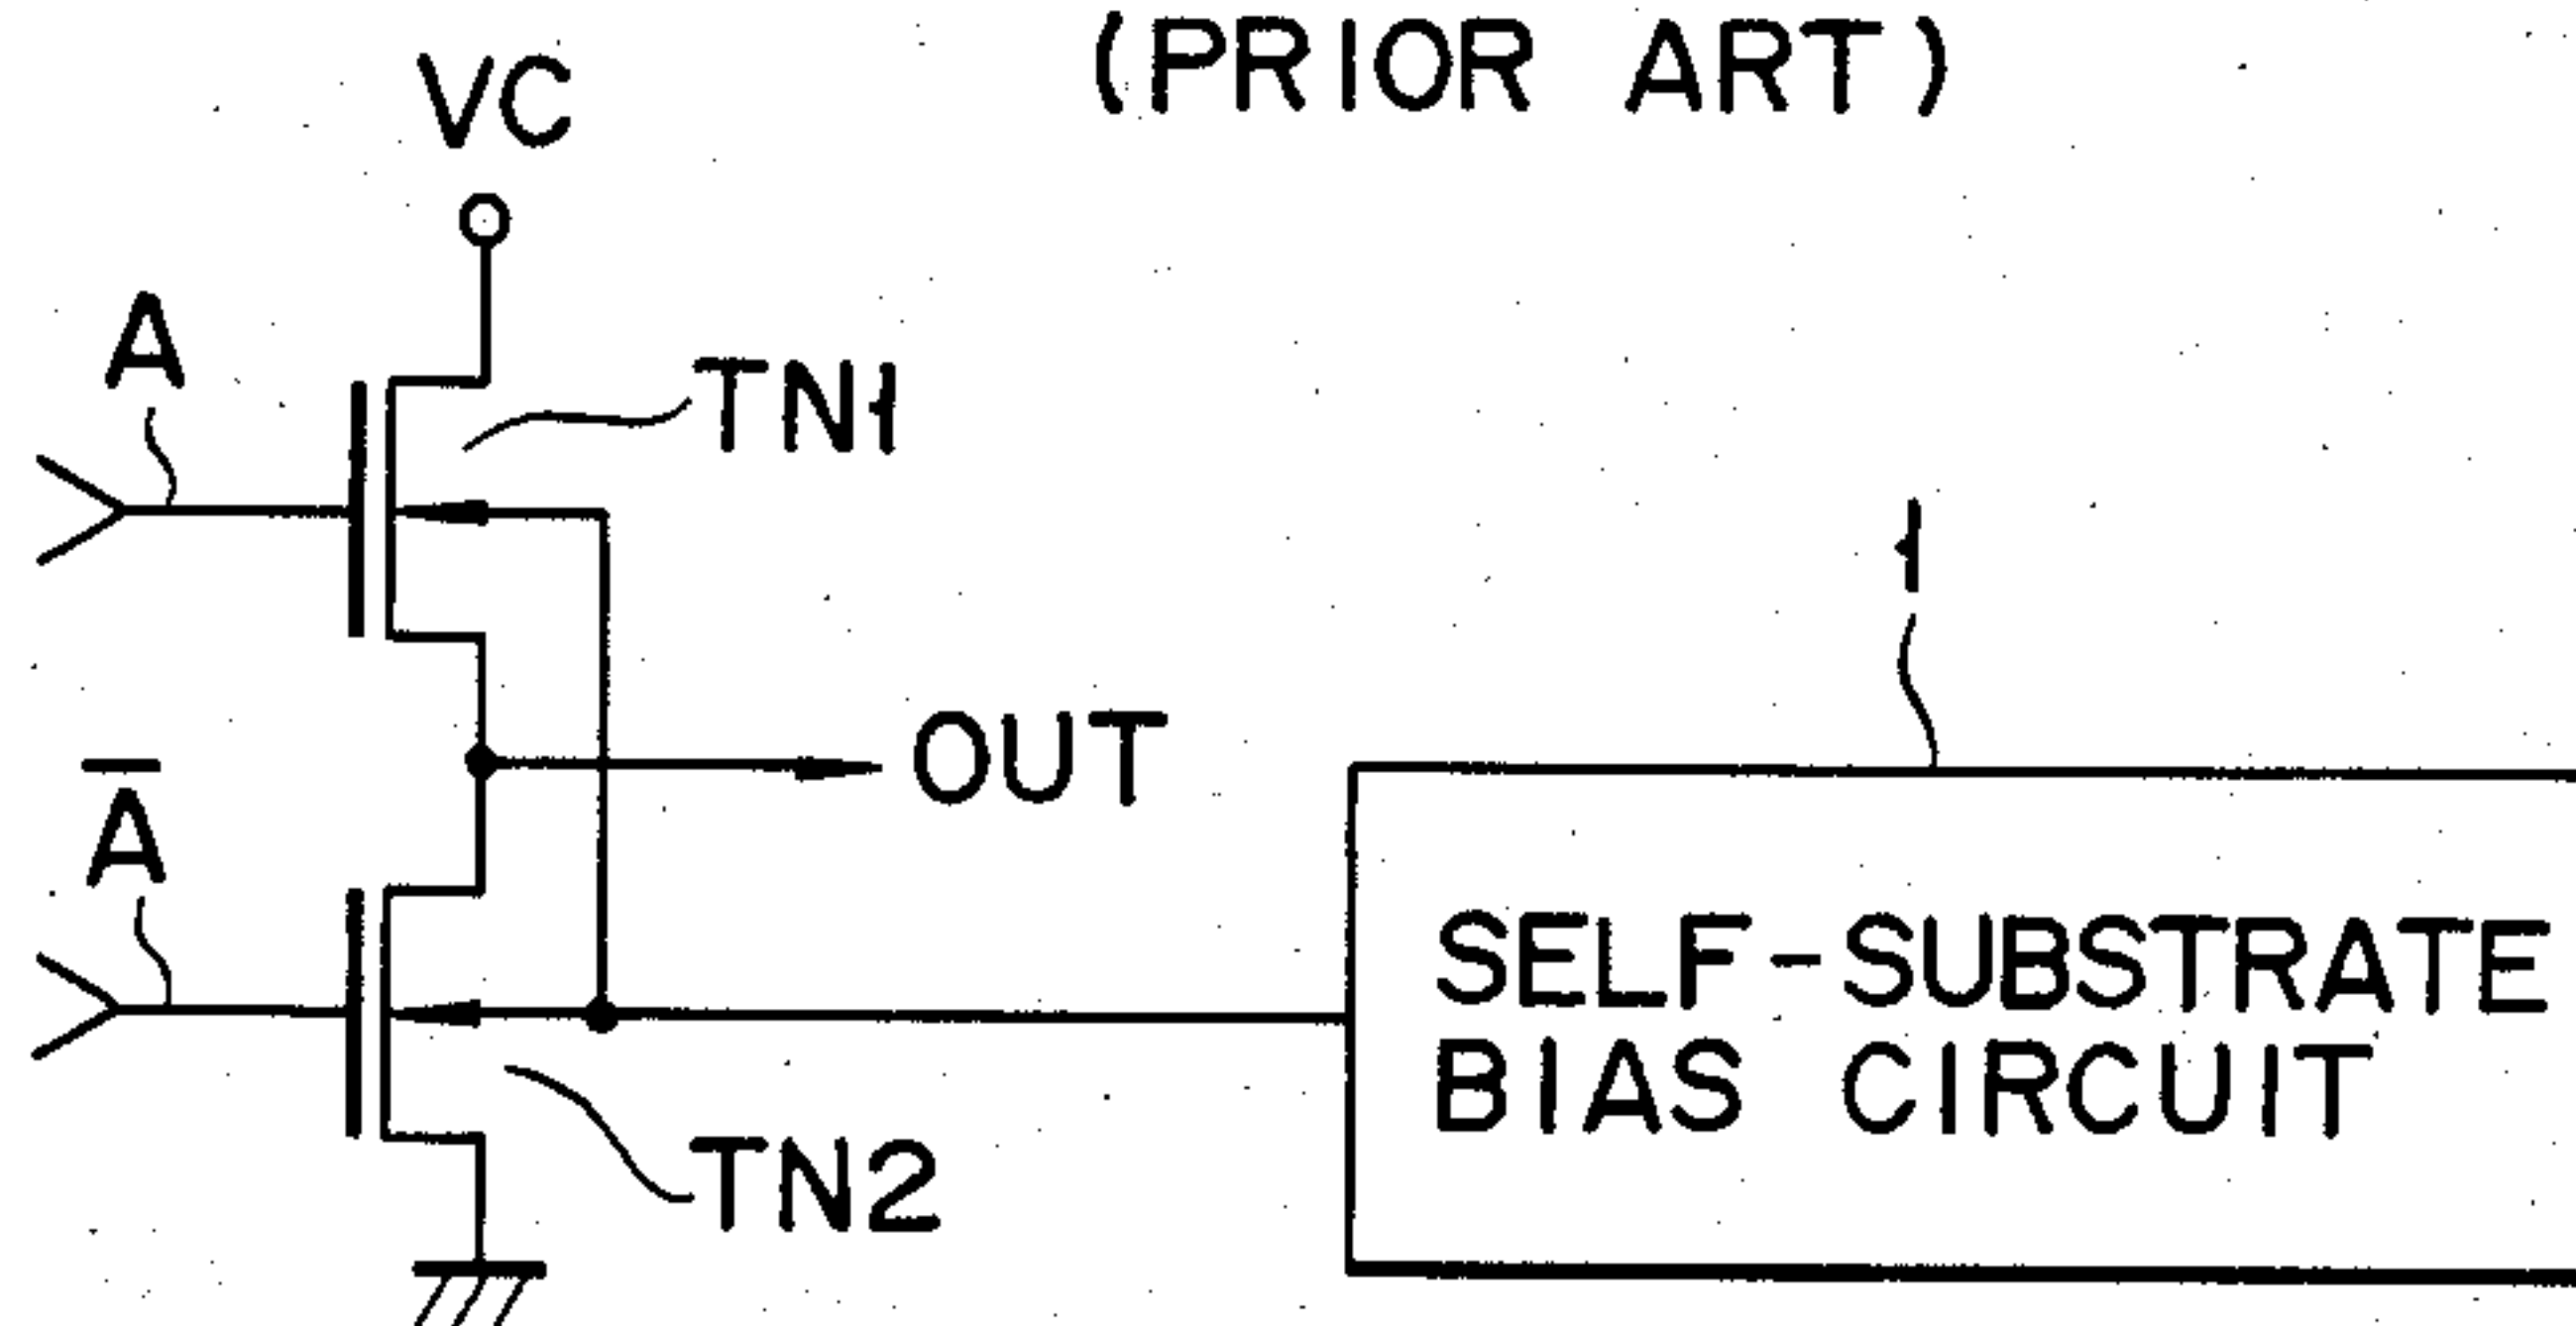 (PRIOR ART)
VC
A
TN1
1
OUT
A̅
SELF-SUBSTRATE
BIAS CIRCUIT
TN2